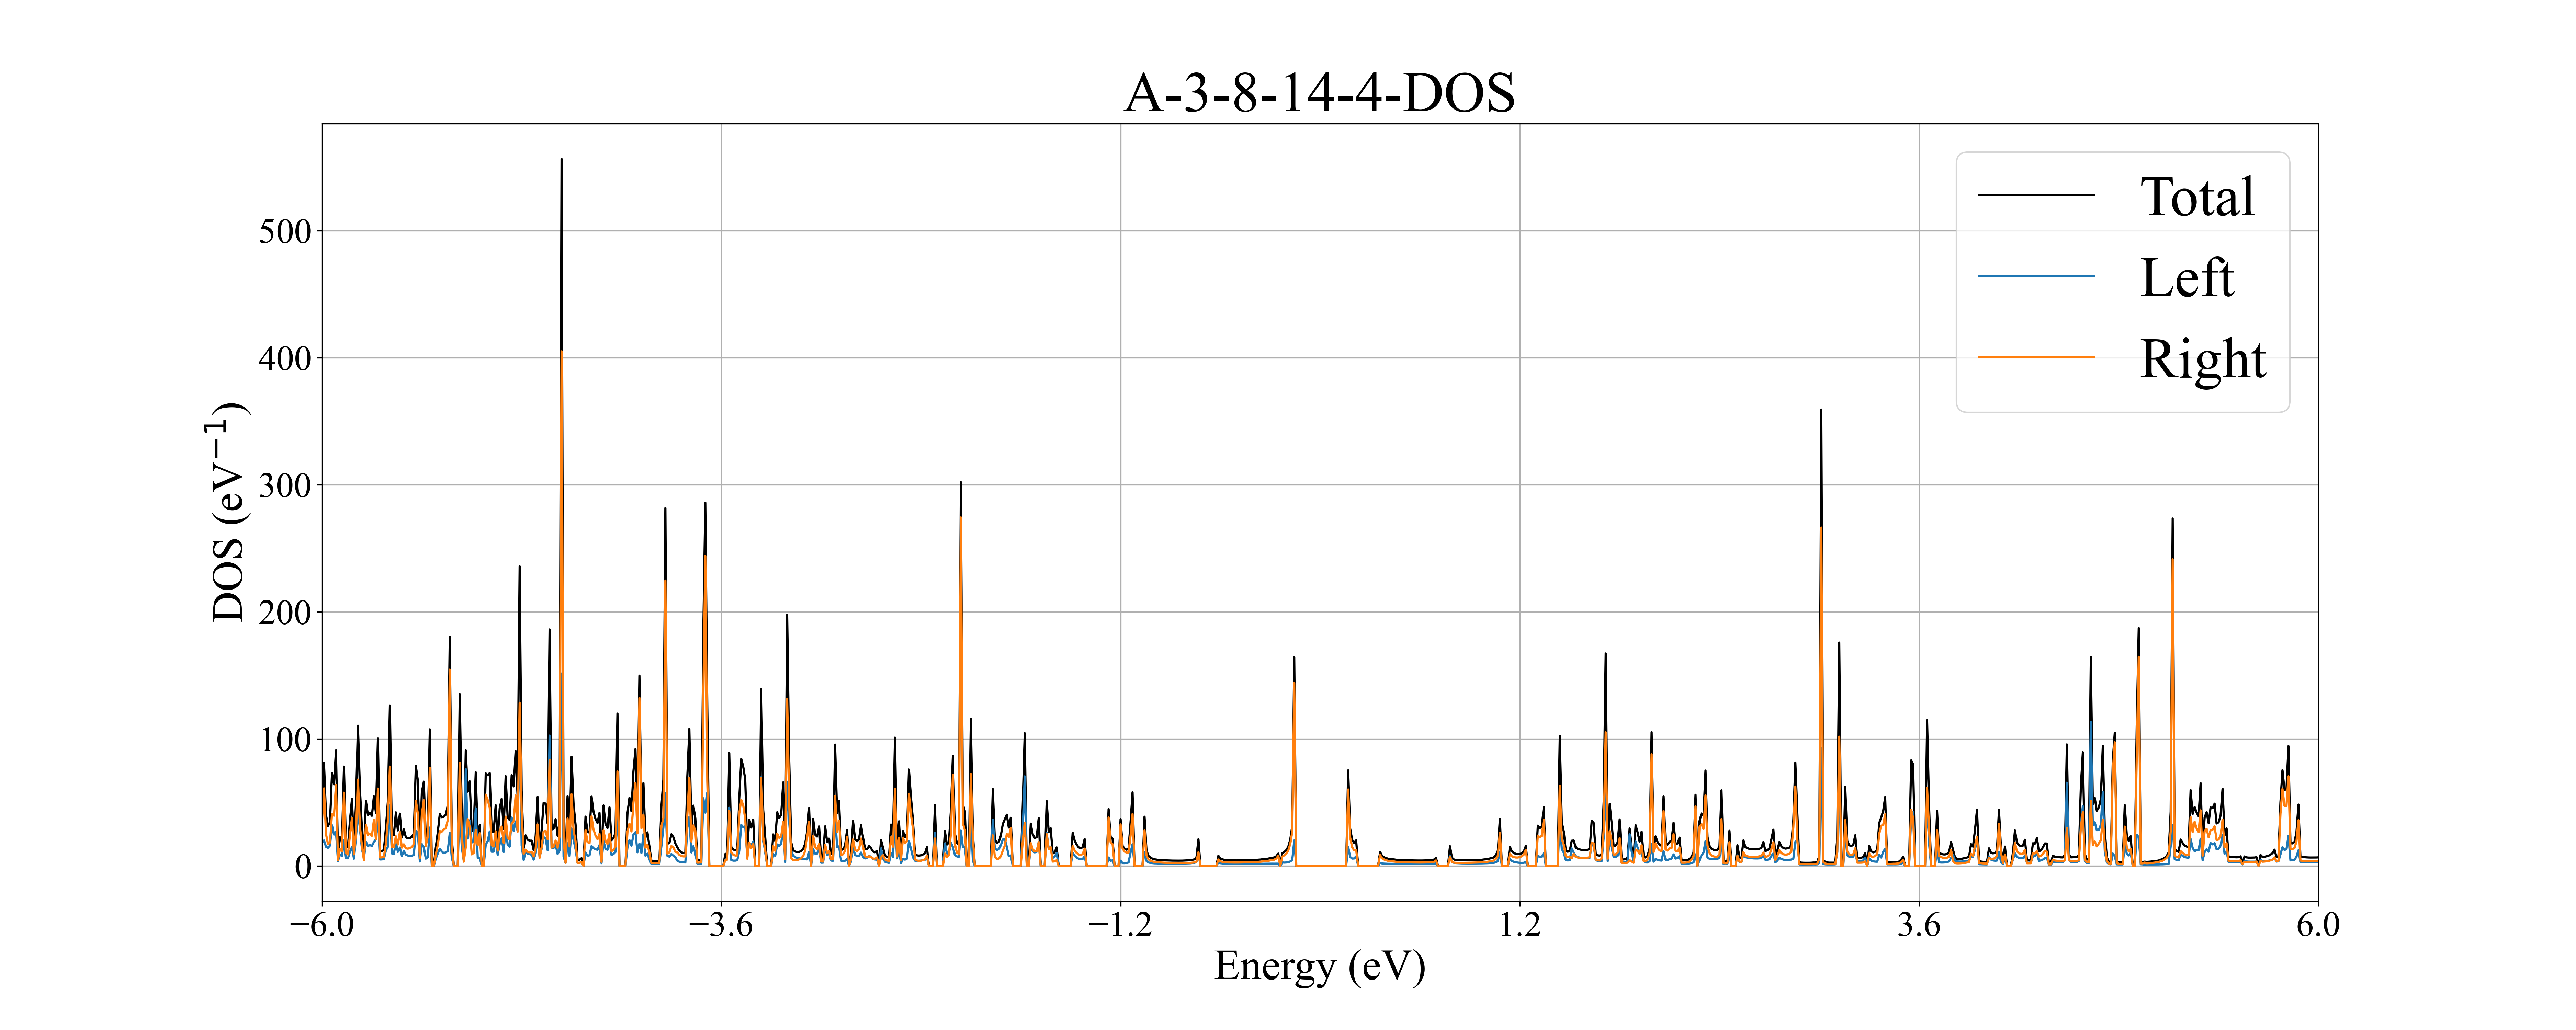 A-3-8-14-4-DOS
Total
Left
Right
DOS (eV⁻¹)
500
400
300
200
100
0
−6.0
−3.6
−1.2
1.2
3.6
6.0
Energy (eV)